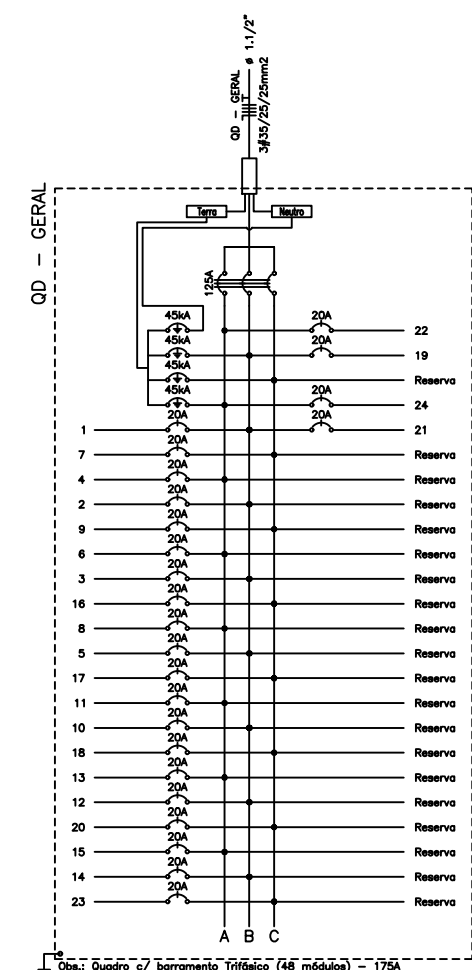 ø 1.1/2"
QD - GERAL
3#35/25/25mm2
QD - GERAL
Terra Neutro
125A
45kA 20A
22
45kA 20A
19
45kA
Reserva
45kA 20A
24
20A 20A
1 21
20A
7 Reserva
20A
4 Reserva
20A
2 Reserva
20A
9 Reserva
20A
6 Reserva
20A
3 Reserva
20A
16 Reserva
20A
8 Reserva
20A
5 Reserva
20A
17 Reserva
20A
11 Reserva
20A
10 Reserva
20A
18 Reserva
20A
13 Reserva
20A
12 Reserva
20A
20 Reserva
20A
15 Reserva
20A
14 Reserva
20A
23 Reserva
A B C
Obs.: Quadro c/ barramento Trifásico (48 módulos) - 175A